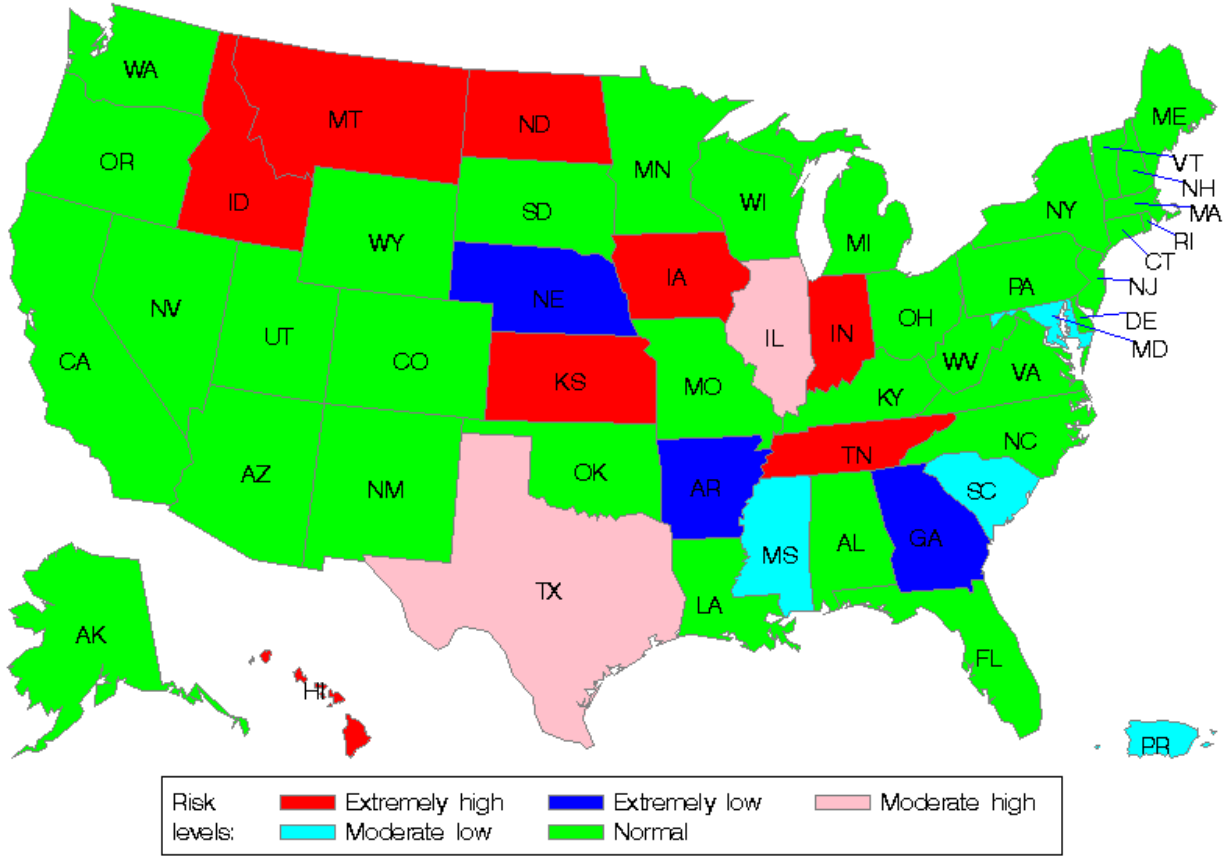 WA
ME
MT
ND
VT
OR
MN
NH
ID
SD
WI
NY
MA
WY
MI
RI
CT
IA
PA
NJ
NV
NE
OH
DE
UT
IL
IN
MD
CA
CO
WV
VA
KS
MO
KY
NC
TN
AZ
OK
NM
AR
SC
GA
MS
AL
TX
LA
AK
FL
HI
PR
Risk Extremely high Extremely low Moderate high
levels: Moderate low Normal